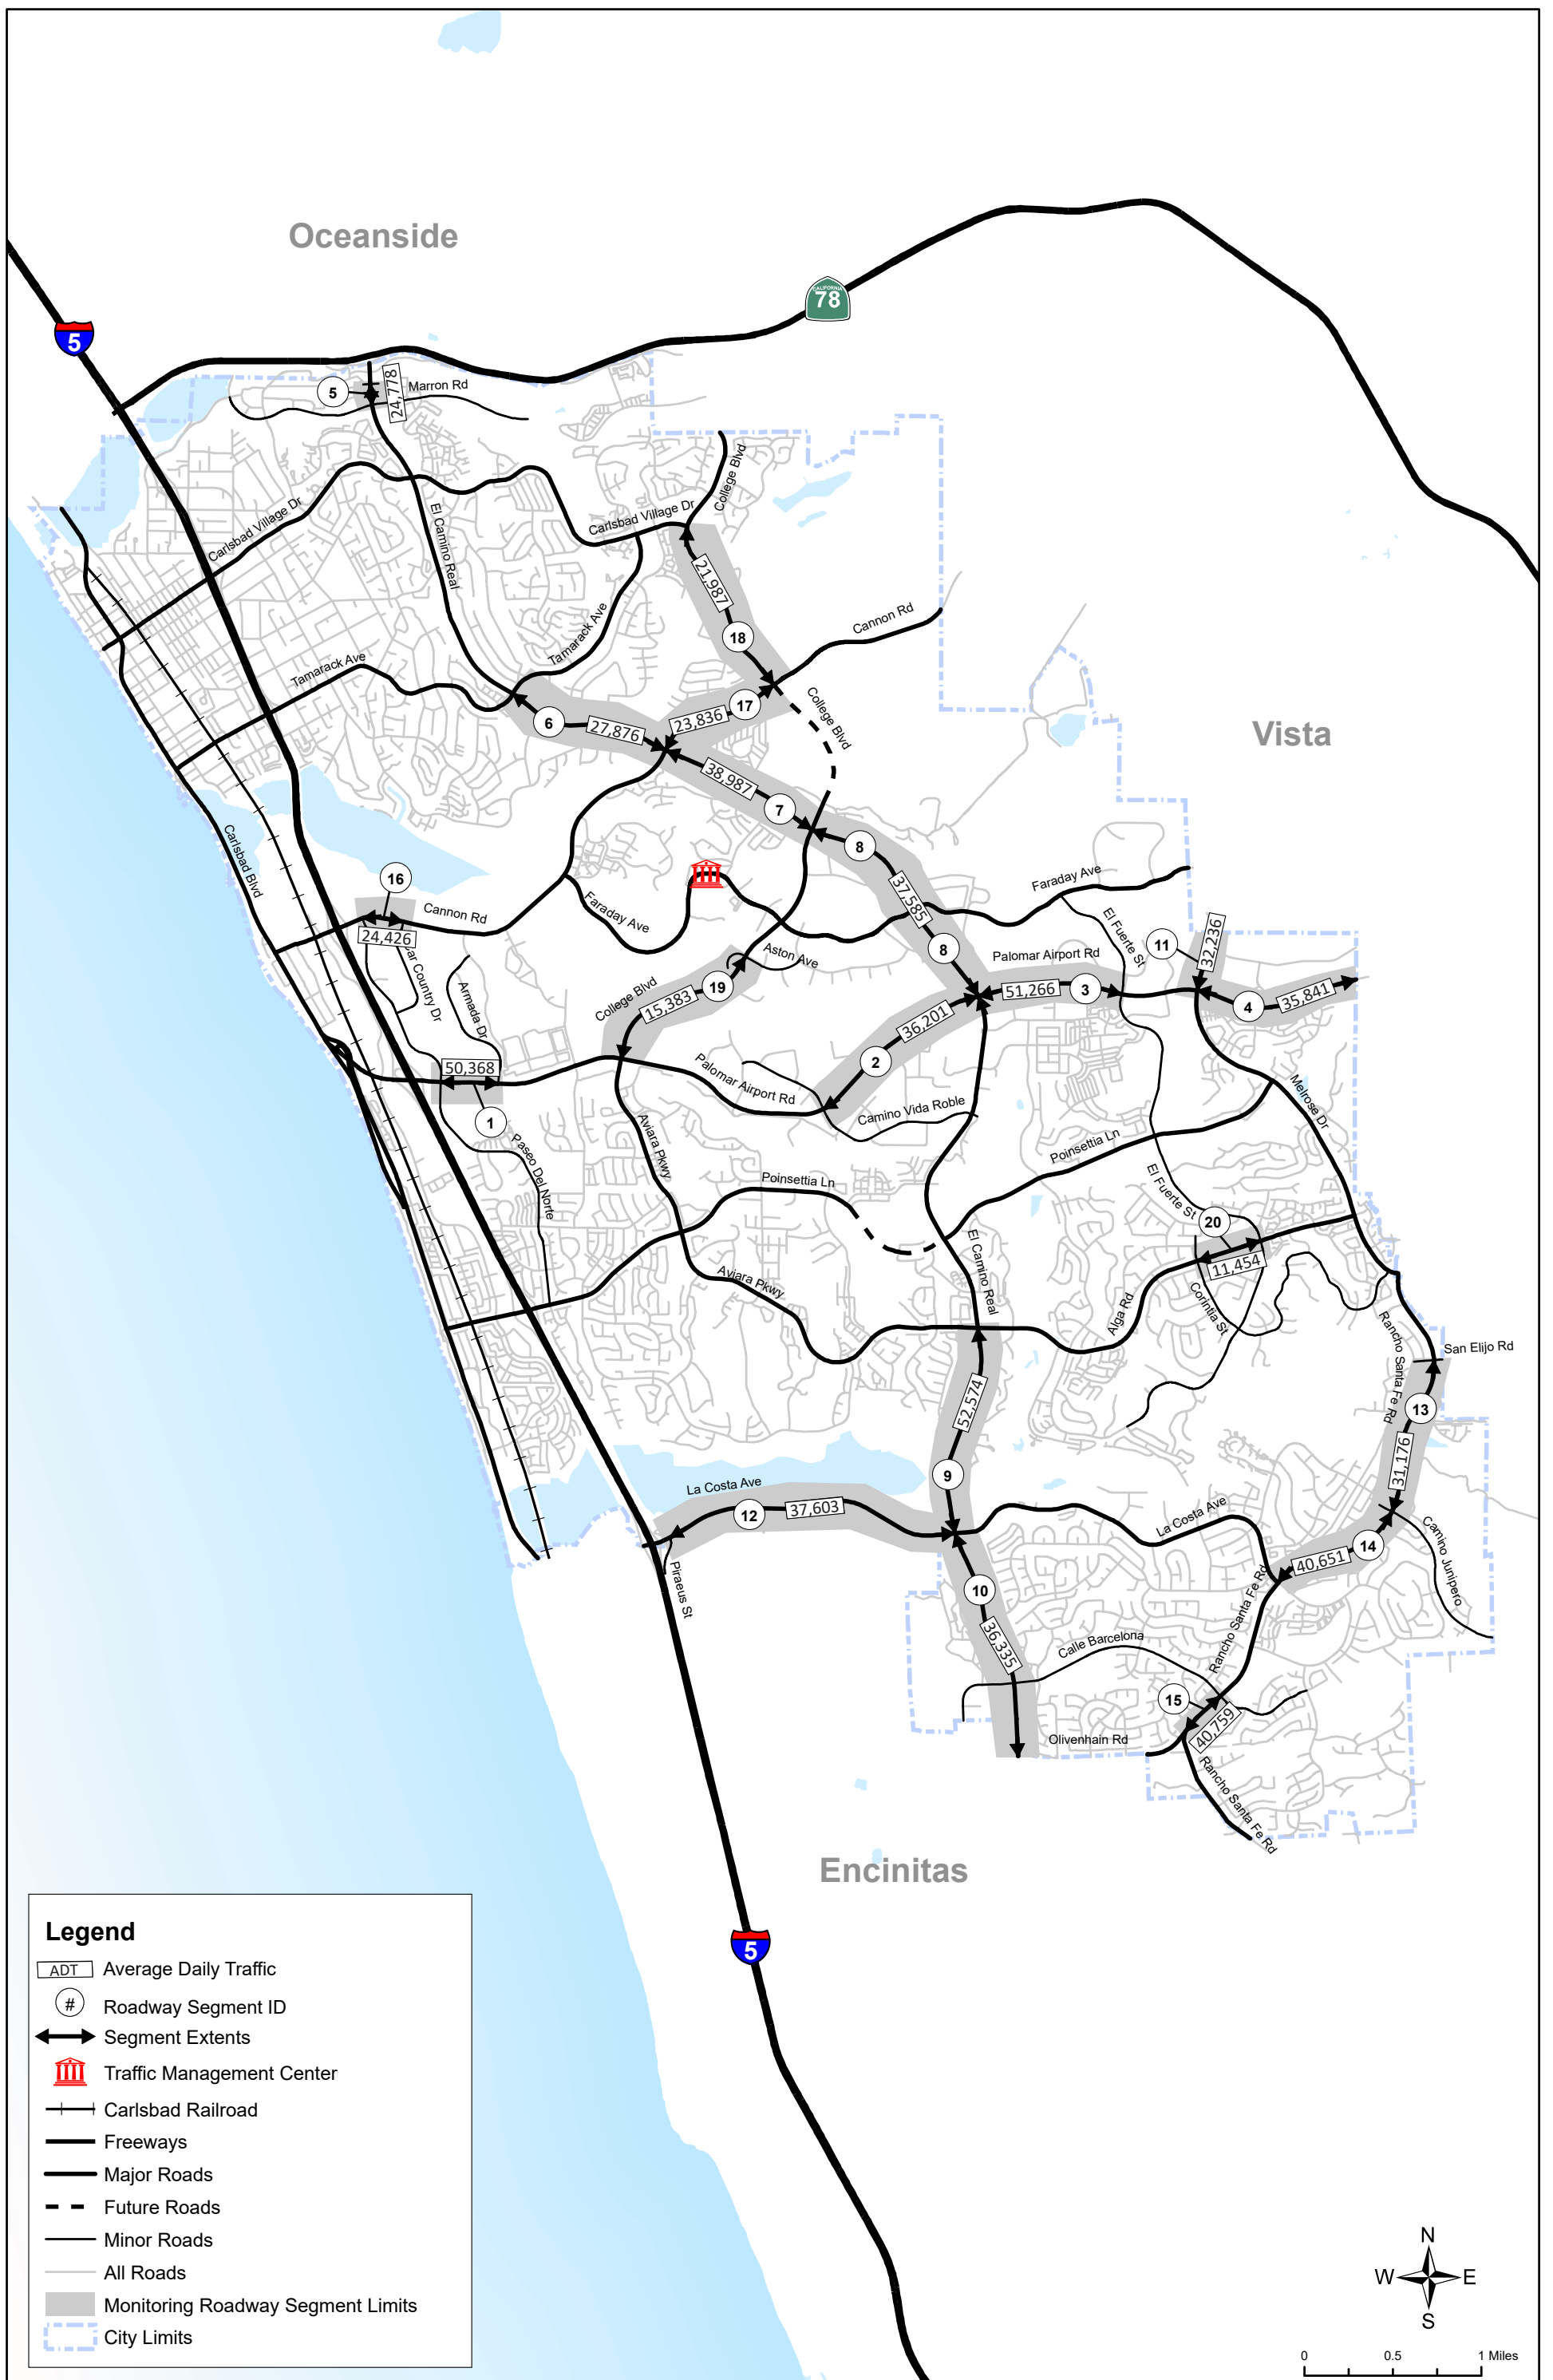 Oceanside
CALIFORNIA
78
5
5
24,778
Marron Rd
College Blvd
Carlsbad Village Dr
Carlsbad Village Dr
El Camino Real
21,987
18
Cannon Rd
Tamarack Ave
Tamarack Ave
17
23,836
6
27,876
College Blvd
Vista
38,987
7
8
Carlsbad Blvd
16
Cannon Rd
24,426
Faraday Ave
Faraday Ave
37,585
8
El Fuerte St
11
32,236
Palomar Airport Rd
Aston Ave
ar Country Dr
Armada Dr
College Blvd
19
15,383
51,266
3
4
35,841
36,201
2
50,368
1
Palomar Airport Rd
Camino Vida Roble
Melrose Dr
Aviara Pkwy
Paseo Del Norte
Poinsettia Ln
Poinsettia Ln
El Fuerte St
20
11,454
El Camino Real
Aviara Pkwy
Alga Rd
Corintia St
Rancho Santa Fe Rd
San Elijo Rd
13
31,176
52,574
9
La Costa Ave
12
37,603
La Costa Ave
14
40,651
Camino Junipero
Piraeus St
10
36,335
Calle Barcelona
Rancho Santa Fe Rd
15
40,759
Olivenhain Rd
Rancho Santa Fe Rd
Encinitas
5
Legend
ADT Average Daily Traffic
# Roadway Segment ID
Segment Extents
Traffic Management Center
Carlsbad Railroad
Freeways
Major Roads
Future Roads
Minor Roads
All Roads
Monitoring Roadway Segment Limits
City Limits
N
W E
S
0 0.5 1 Miles